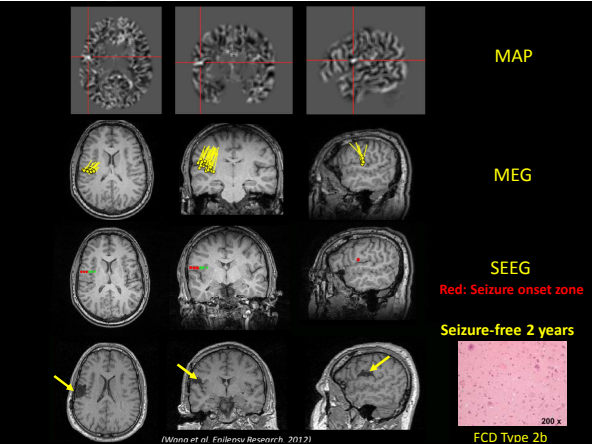 MAP
MEG
SEEG
Red: Seizure onset zone
Seizure-free 2 years
200 x
(Wang et al, Epilepsy Research, 2012)
FCD Type 2b